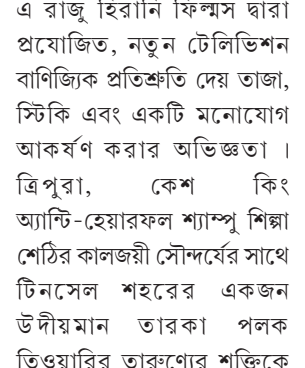 এ রাজু হিরানি ফিল্মস দ্বারা
প্রযোজিত, নতুন টেলিভিশন
বাণিজ্যিক প্রতিশ্রুতি দেয় তাজা,
স্টিকি এবং একটি মনোযোগ
আকর্ষণ করার অভিজ্ঞতা ।
ত্রিপুরা, কেশ কিং
অ্যান্টি-হেয়ারফল শ্যাম্পু শিল্পা
শেঠির কালজয়ী সৌন্দর্যের সাথে
টিনসেল শহরের একজন
উদীয়মান তারকা পলক
তিওয়ারির তারুণ্যের শক্তিকে